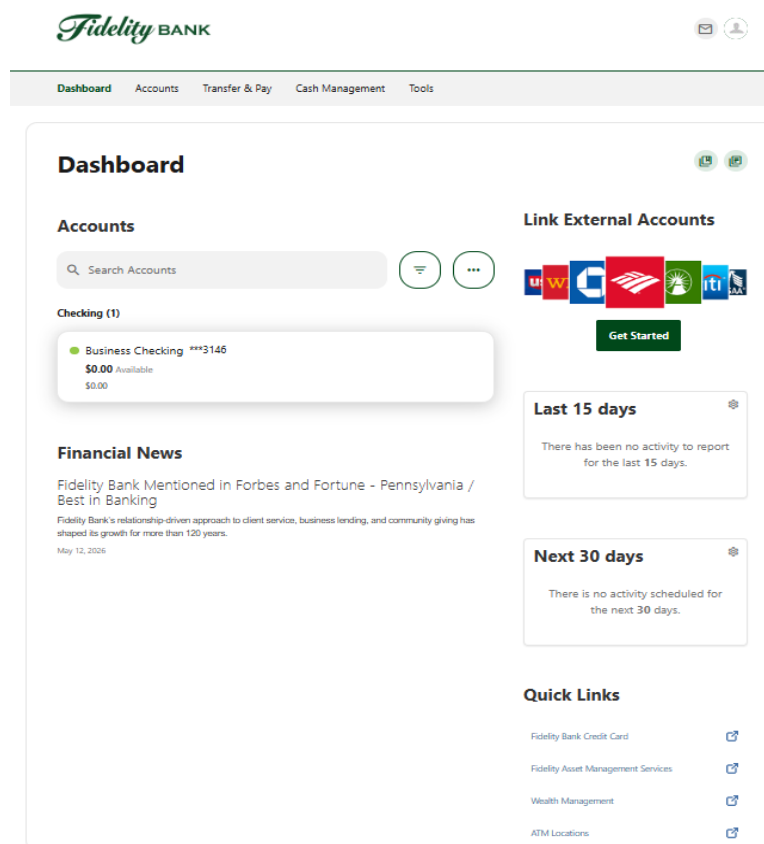 Fidelity BANK
Dashboard Accounts Transfer & Pay Cash Management Tools
Dashboard
Accounts
Search Accounts
Checking (1)
Business Checking ***3146
$0.00 Available
$0.00
Financial News
Fidelity Bank Mentioned in Forbes and Fortune – Pennsylvania /
Best in Banking
Fidelity Bank's relationship-driven approach to client service, business lending, and community giving has
shaped its growth for more than 120 years.
May 12, 2026
Link External Accounts
citi
Get Started
Last 15 days
There has been no activity to report
for the last 15 days.
Next 30 days
There is no activity scheduled for
the next 30 days.
Quick Links
Fidelity Bank Credit Card
Fidelity Asset Management Services
Wealth Management
ATM Locations